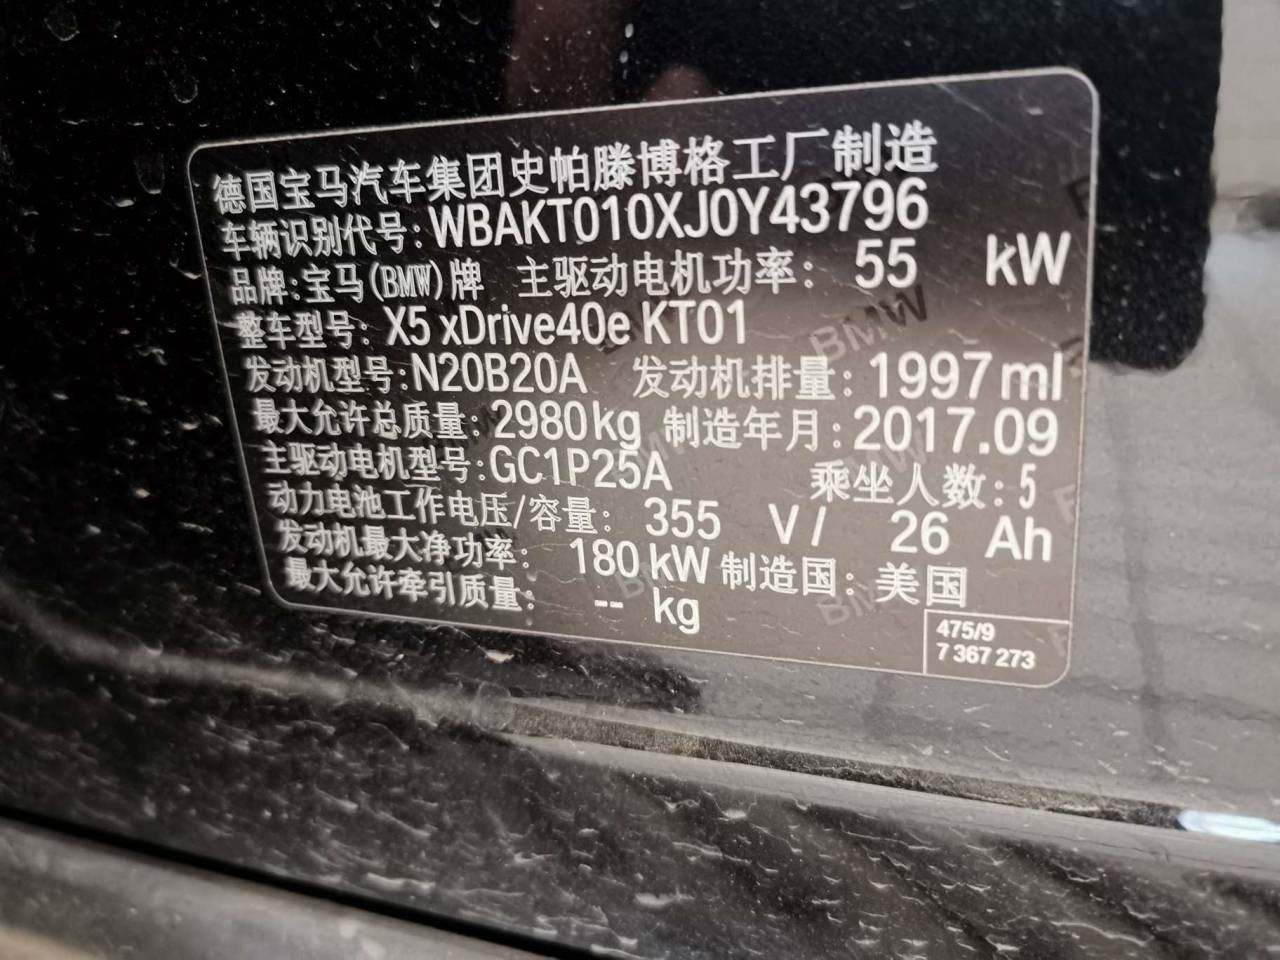 德国宝马汽车集团史帕滕博格工厂制造
车辆识别代号: WBAKT010XJ0Y43796
品牌:宝马(BMW)牌 主驱动电机功率: 55 kW
整车型号: X5 xDrive40e KT01
发动机型号:N20B20A 发动机排量: 1997 ml
最大允许总质量: 2980 kg 制造年月: 2017.09
主驱动电机型号: GC1P25A 乘坐人数: 5
动力电池工作电压/容量: 355 V / 26 Ah
发动机最大净功率: 180 kW 制造国: 美国
最大允许牵引质量: -- kg
475/9
7 367 273